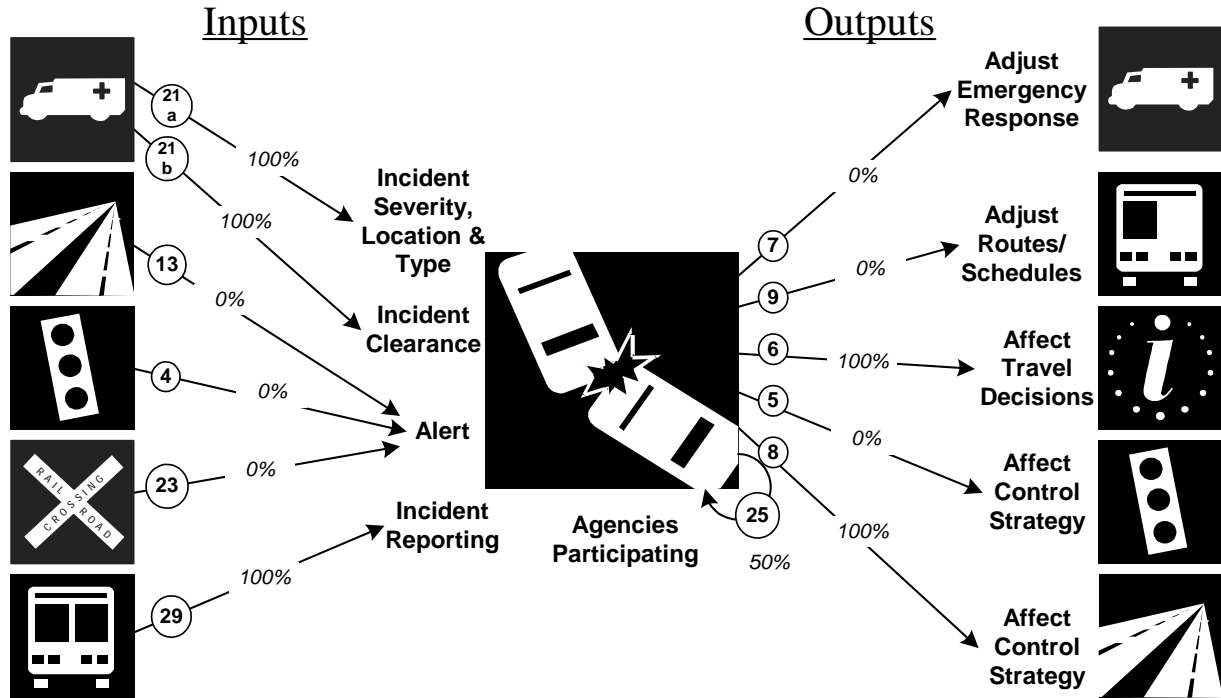 Inputs
Outputs
21
a
100%
21
b
100%
13
0%
4
0%
23
0%
29
100%
RAIL
CROSSING
ROAD
Incident
Severity,
Location &
Type
Incident
Clearance
Alert
Incident
Reporting
Agencies
Participating
25
50%
7
0%
9
0%
6
100%
5
0%
8
100%
Adjust
Emergency
Response
Adjust
Routes/
Schedules
Affect
Travel
Decisions
i
Affect
Control
Strategy
Affect
Control
Strategy